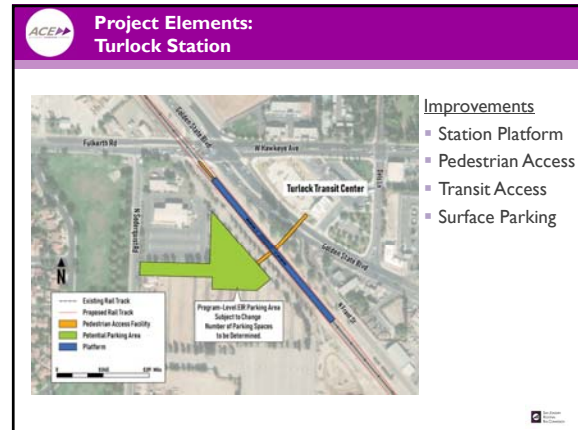 ACE
Project Elements:
Turlock Station
Improvements
Station Platform
Pedestrian Access
Transit Access
Surface Parking
Golden State Blvd
Fulkerth Rd
W Hawkeye Ave
Turlock Transit Center
N Soderquist Rd
Golden State Blvd
N Front St
N
Program-Level EIR Parking Area
Subject to Change
Number of Parking Spaces
to be Determined
Existing Rail Track
Proposed Rail Track
Pedestrian Access Facility
Potential Parking Area
Platform